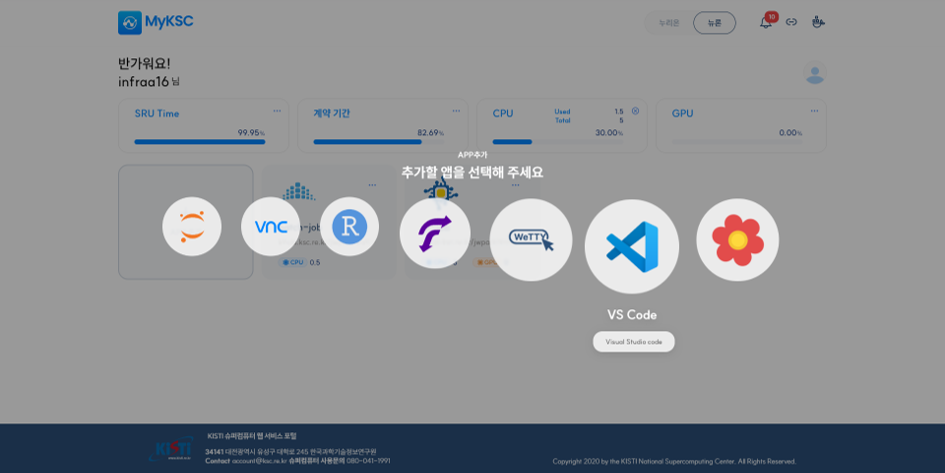 MyKSC
누리온
뉴론
10
반가워요!
infraa16 님
SRU Time
99.95%
계약 기간
82.69%
CPU
Used 1.5
Total 5
30.00%
GPU
0.00%
APP추가
추가할 앱을 선택해 주세요
vnc
R
WeTTY
CPU 0.5
VS Code
Visual Studio code
KISTI
KISTI 슈퍼컴퓨터 웹 서비스 포털
34141 대전광역시 유성구 대학로 245 한국과학기술정보연구원
Contact account@ksc.re.kr 슈퍼컴퓨터 사용문의 080-041-1991
Copyright 2020 by the KISTI National Supercomputing Center. All Rights Reserved.